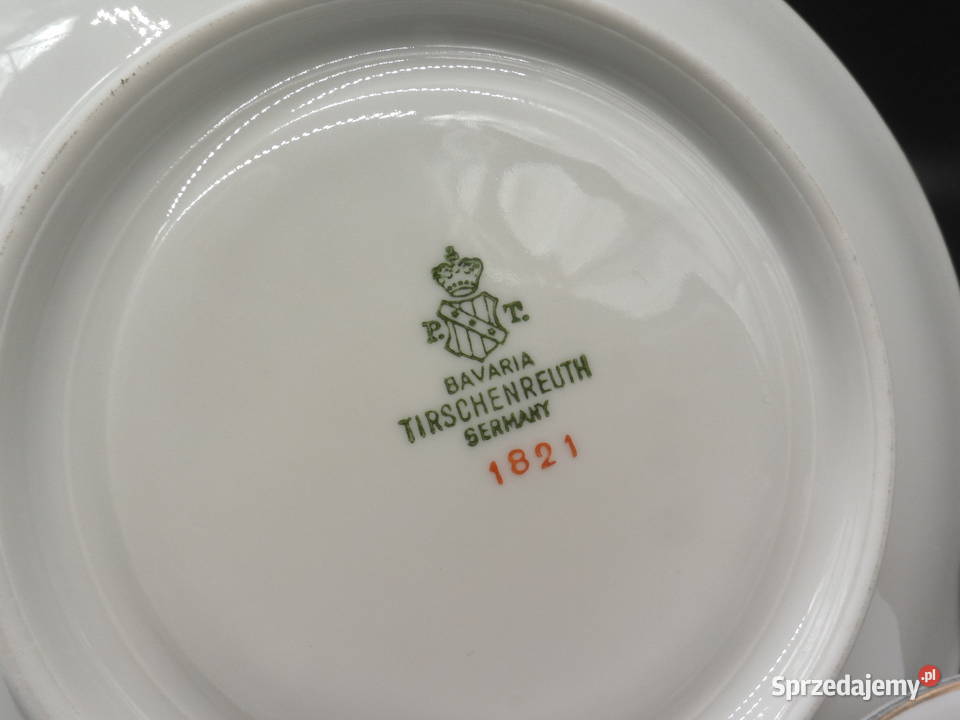 P. T.
BAVARIA
TIRSCHENREUTH
GERMANY
1821
Sprzedajemy.pl